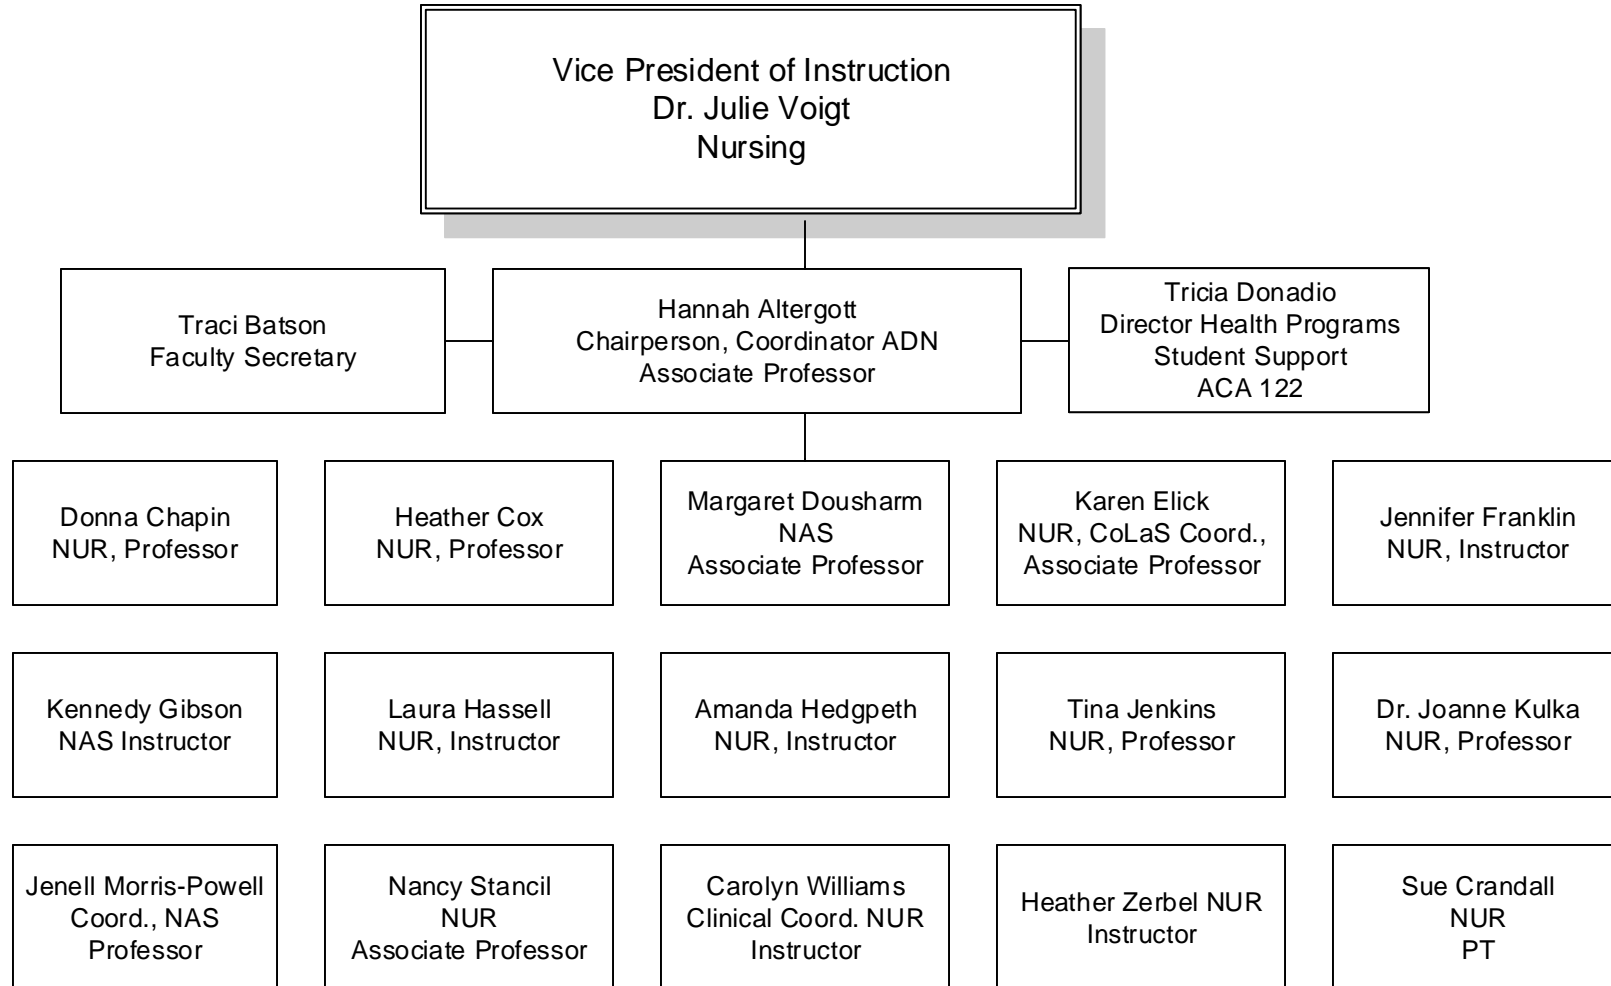 Vice President of Instruction
Dr. Julie Voigt
Nursing
Traci Batson
Faculty Secretary
Hannah Altergott
Chairperson, Coordinator ADN
Associate Professor
Tricia Donadio
Director Health Programs
Student Support
ACA 122
Donna Chapin
NUR, Professor
Heather Cox
NUR, Professor
Margaret Dousharm
NAS
Associate Professor
Karen Elick
NUR, CoLaS Coord.,
Associate Professor
Jennifer Franklin
NUR, Instructor
Kennedy Gibson
NAS Instructor
Laura Hassell
NUR, Instructor
Amanda Hedgpeth
NUR, Instructor
Tina Jenkins
NUR, Professor
Dr. Joanne Kulka
NUR, Professor
Jenell Morris-Powell
Coord., NAS
Professor
Nancy Stancil
NUR
Associate Professor
Carolyn Williams
Clinical Coord. NUR
Instructor
Heather Zerbel NUR
Instructor
Sue Crandall
NUR
PT